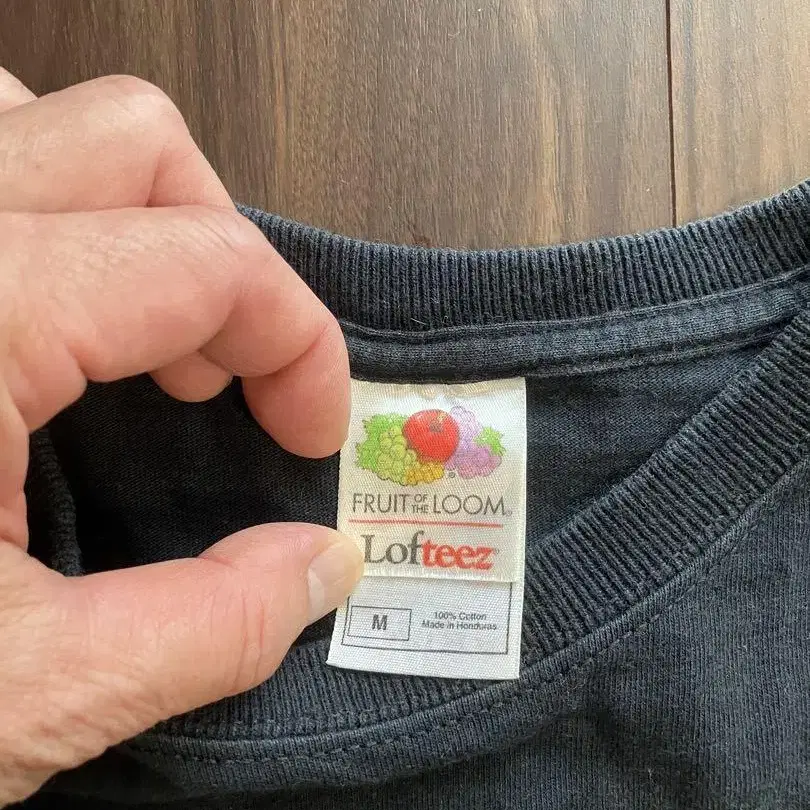 FRUIT OF THE LOOM
Lofteez
M
100% Cotton
Made in Honduras